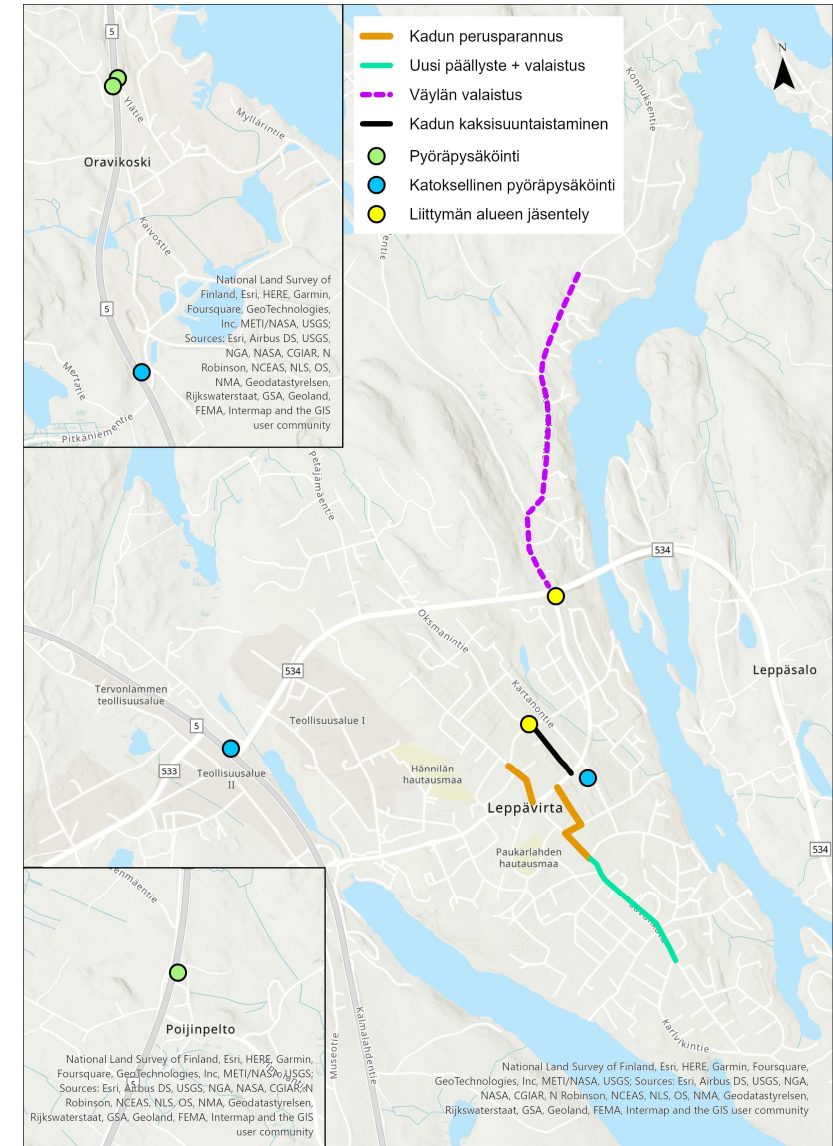 Kadun perusparannus
Uusi päällyste + valaistus
Väylän valaistus
Kadun kaksisuuntaistaminen
Pyöräpysäköinti
Katoksellinen pyöräpysäköinti
Liittymän alueen jäsentely
N
5
Ylätie
Myllärintie
Oravikoski
Kaivostie
5
Mertatie
Pitkäniementie
National Land Survey of
Finland, Esri, HERE, Garmin,
Foursquare, GeoTechnologies,
Inc, METI/NASA, USGS;
Sources: Esri, Airbus DS, USGS,
NGA, NASA, CGIAR, N
Robinson, NCEAS, NLS, OS,
NMA, Geodatastyrelsen,
Rijkswaterstaat, GSA, Geoland,
FEMA, Intermap and the GIS
user community
Konnuksentie
entie
Petäjämäentie
534
Oksmanintie
534
Leppäsalo
Tervonlammen
teollisuusalue
Kartanontie
5
Teollisuusalue I
533
Teollisuusalue
II
Hännilän
hautausmaa
Leppävirta
Paukarlahden
hautausmaa
534
Savonkatu
Karivikintie
Kalmalahdentie
Museotie
enmäentie
Poijinpelto
5
National Land Survey of Finland, Esri, HERE, Garmin,
Foursquare, GeoTechnologies, Inc, METI/NASA, USGS;
Sources: Esri, Airbus DS, USGS, NGA, NASA, CGIAR, N
Robinson, NCEAS, NLS, OS, NMA, Geodatastyrelsen,
Rijkswaterstaat, GSA, Geoland, FEMA, Intermap and the GIS
user community
National Land Survey of Finland, Esri, HERE, Garmin, Foursquare,
GeoTechnologies, Inc, METI/NASA, USGS; Sources: Esri, Airbus DS, USGS, NGA,
NASA, CGIAR, N Robinson, NCEAS, NLS, OS, NMA, Geodatastyrelsen,
Rijkswaterstaat, GSA, Geoland, FEMA, Intermap and the GIS user community